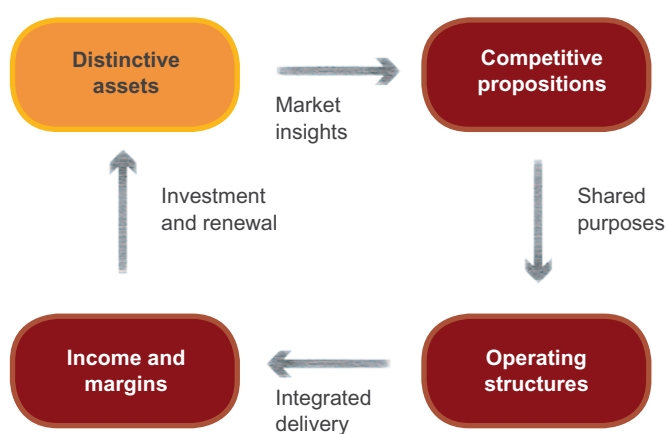 Distinctive
assets
Market
insights
Competitive
propositions
Investment
and renewal
Shared
purposes
Income and
margins
Integrated
delivery
Operating
structures